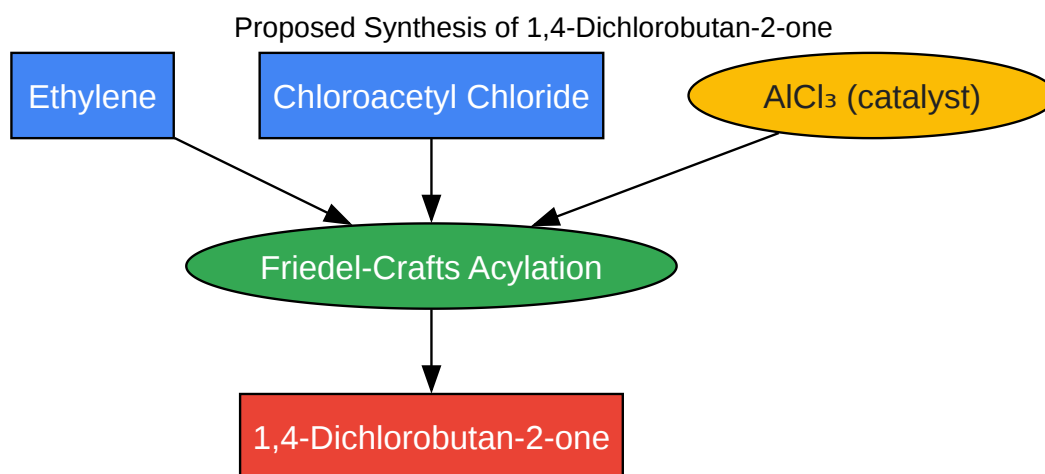 Proposed Synthesis of 1,4-Dichlorobutan-2-one
Ethylene
Chloroacetyl Chloride
AlCl₃ (catalyst)
Friedel-Crafts Acylation
1,4-Dichlorobutan-2-one